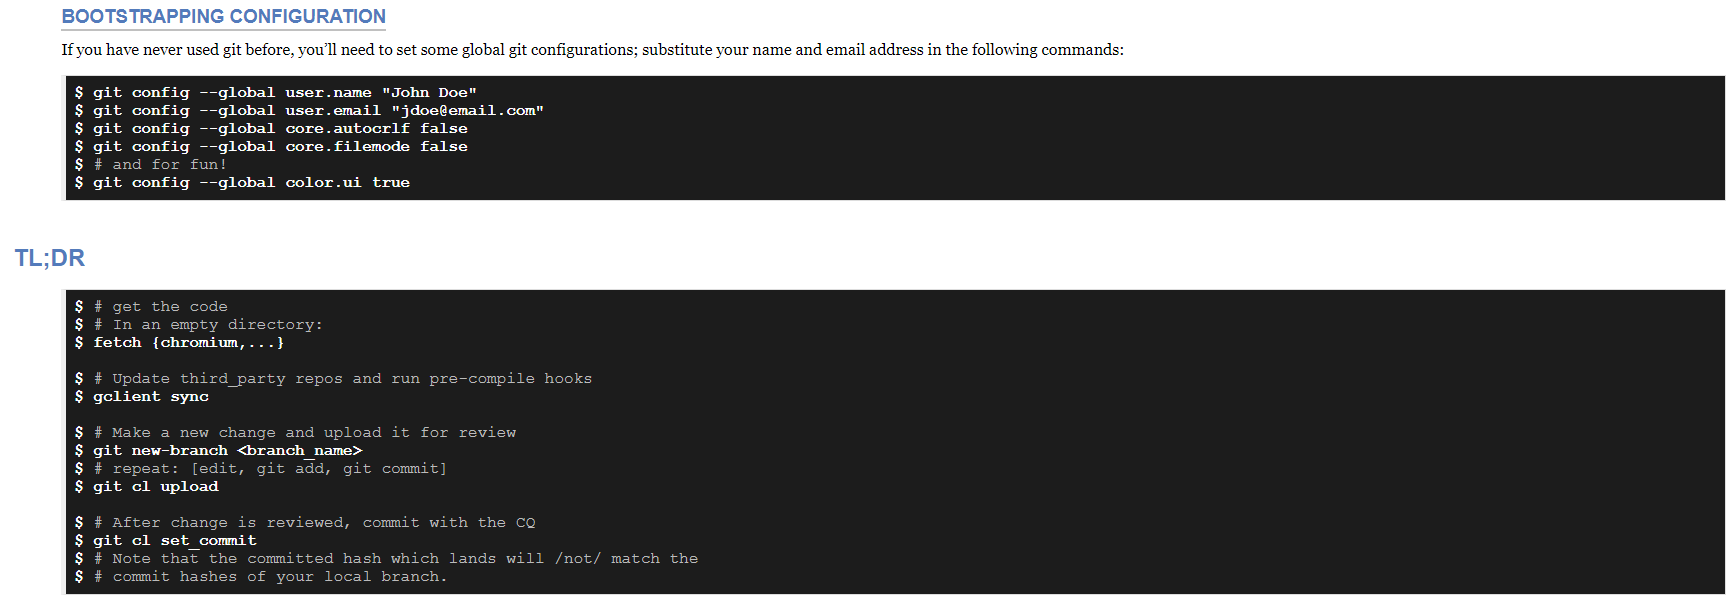 BOOTSTRAPPING CONFIGURATION
If you have never used git before, you’ll need to set some global git configurations; substitute your name and email address in the following commands:
$ git config --global user.name "John Doe"
$ git config --global user.email "jdoe@email.com"
$ git config --global core.autocrlf false
$ git config --global core.filemode false
$ # and for fun!
$ git config --global color.ui true
TL;DR
$ # get the code
$ # In an empty directory:
$ fetch {chromium,...}
$ # Update third_party repos and run pre-compile hooks
$ gclient sync
$ # Make a new change and upload it for review
$ git new-branch <branch_name>
$ # repeat: [edit, git add, git commit]
$ git cl upload
$ # After change is reviewed, commit with the CQ
$ git cl set_commit
$ # Note that the committed hash which lands will /not/ match the
$ # commit hashes of your local branch.